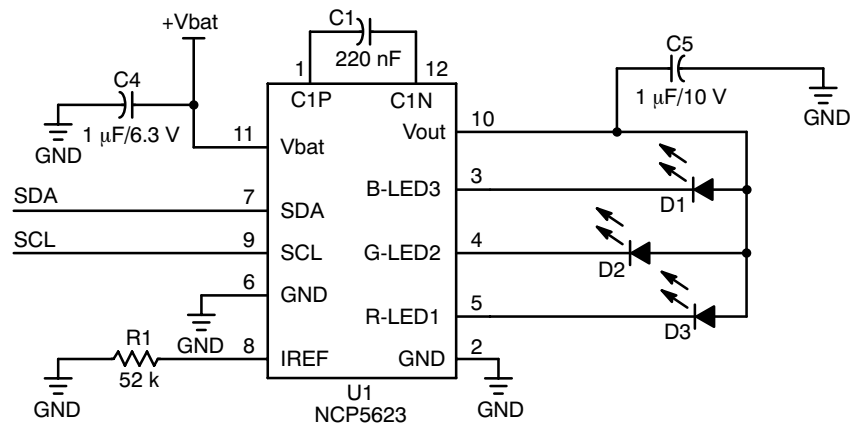 +Vbat
C1
220 nF
1
12
C1P
C1N
C4
1 μF/6.3 V
GND
11
Vbat
Vout
10
C5
1 μF/10 V
GND
SDA
7
SDA
B-LED3
3
D1
SCL
9
SCL
G-LED2
4
D2
6
GND
GND
R-LED1
5
D3
R1
52 k
GND
8
IREF
GND
2
GND
U1
NCP5623